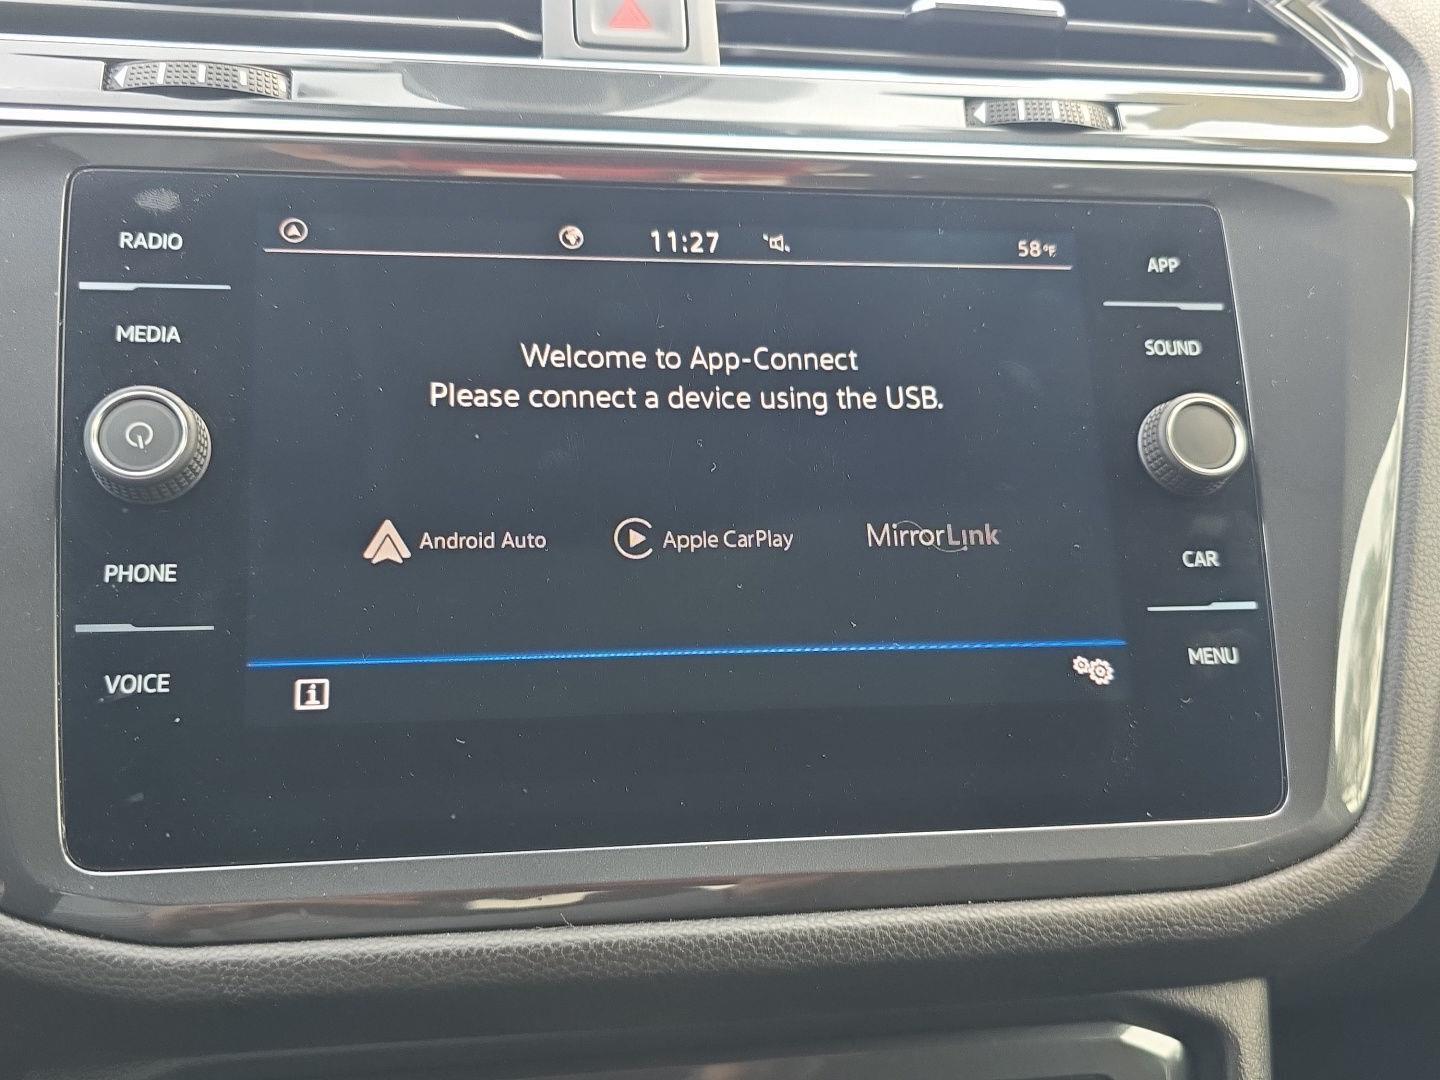 RADIO
MEDIA
PHONE
VOICE
11:27
58°F
Welcome to App-Connect
Please connect a device using the USB.
Android Auto
Apple CarPlay
MirrorLink
i
APP
SOUND
CAR
MENU